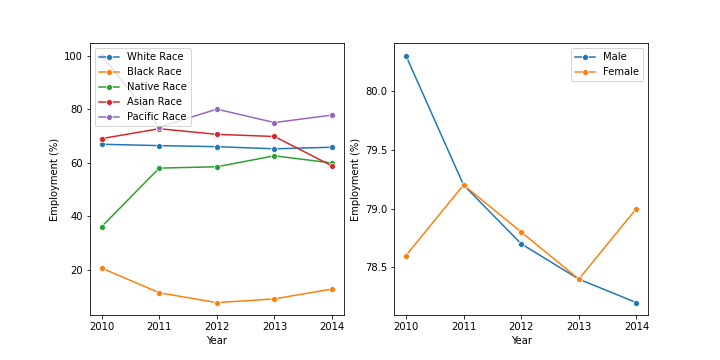 White Race
Black Race
Native Race
Asian Race
Pacific Race
100
80
60
40
20
Employment (%)
2010
2011
2012
2013
2014
Year
Male
Female
80.0
79.5
79.0
78.5
Employment (%)
2010
2011
2012
2013
2014
Year